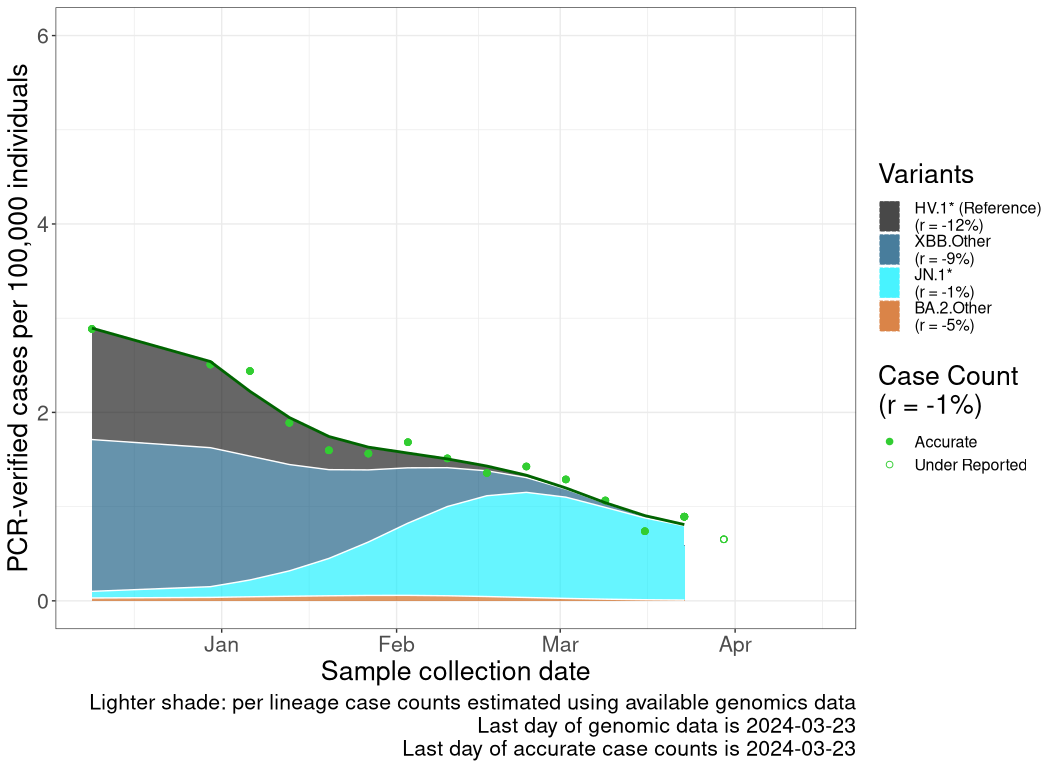 PCR-verified cases per 100,000 individuals
6
4
2
0
Jan Feb Mar Apr
Sample collection date
Lighter shade: per lineage case counts estimated using available genomics data
Last day of genomic data is 2024-03-23
Last day of accurate case counts is 2024-03-23
Variants
HV.1* (Reference)
(r = -12%)
XBB.Other
(r = -9%)
JN.1*
(r = -1%)
BA.2.Other
(r = -5%)
Case Count
(r = -1%)
Accurate
Under Reported